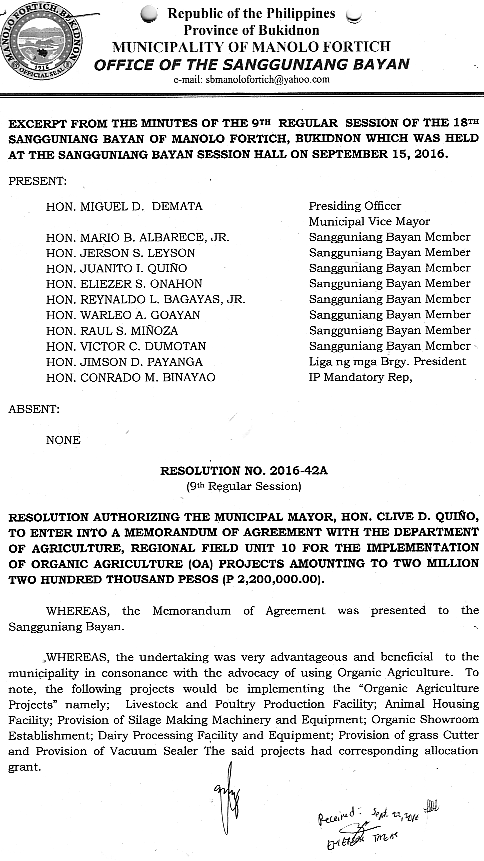 MANOLO FORTICH, BUKIDNON
1914
OFFICIAL SEAL
Republic of the Philippines
Province of Bukidnon
MUNICIPALITY OF MANOLO FORTICH
OFFICE OF THE SANGGUNIANG BAYAN
e-mail: sbmanolofortich@yahoo.com
EXCERPT FROM THE MINUTES OF THE 9TH REGULAR SESSION OF THE 18TH
SANGGUNIANG BAYAN OF MANOLO FORTICH, BUKIDNON WHICH WAS HELD
AT THE SANGGUNIANG BAYAN SESSION HALL ON SEPTEMBER 15, 2016.
PRESENT:
HON. MIGUEL D. DEMATA Presiding Officer
Municipal Vice Mayor
HON. MARIO B. ALBARECE, JR. Sangguniang Bayan Member
HON. JERSON S. LEYSON Sangguniang Bayan Member
HON. JUANITO I. QUIÑO Sangguniang Bayan Member
HON. ELIEZER S. ONAHON Sangguniang Bayan Member
HON. REYNALDO L. BAGAYAS, JR. Sangguniang Bayan Member
HON. WARLEO A. GOAYAN Sangguniang Bayan Member
HON. RAUL S. MIÑOZA Sangguniang Bayan Member
HON. VICTOR C. DUMOTAN Sangguniang Bayan Member
HON. JIMSON D. PAYANGA Liga ng mga Brgy. President
HON. CONRADO M. BINAYAO IP Mandatory Rep,
ABSENT:
NONE
RESOLUTION NO. 2016-42A
(9th Regular Session)
RESOLUTION AUTHORIZING THE MUNICIPAL MAYOR, HON. CLIVE D. QUIÑO,
TO ENTER INTO A MEMORANDUM OF AGREEMENT WITH THE DEPARTMENT
OF AGRICULTURE, REGIONAL FIELD UNIT 10 FOR THE IMPLEMENTATION
OF ORGANIC AGRICULTURE (OA) PROJECTS AMOUNTING TO TWO MILLION
TWO HUNDRED THOUSAND PESOS (P 2,200,000.00).
WHEREAS, the Memorandum of Agreement was presented to the
Sangguniang Bayan.
WHEREAS, the undertaking was very advantageous and beneficial to the
municipality in consonance with the advocacy of using Organic Agriculture. To
note, the following projects would be implementing the “Organic Agriculture
Projects” namely; Livestock and Poultry Production Facility; Animal Housing
Facility; Provision of Silage Making Machinery and Equipment; Organic Showroom
Establishment; Dairy Processing Facility and Equipment; Provision of grass Cutter
and Provision of Vacuum Sealer The said projects had corresponding allocation
grant.
Received: Sept. 22, 2016